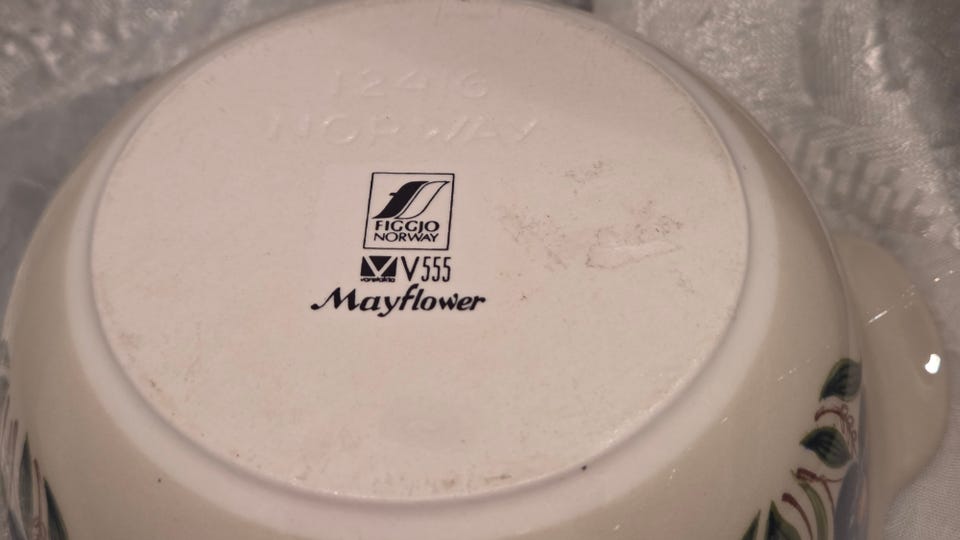 12416
NORWAY
FIGGJO
NORWAY
V555
Mayflower